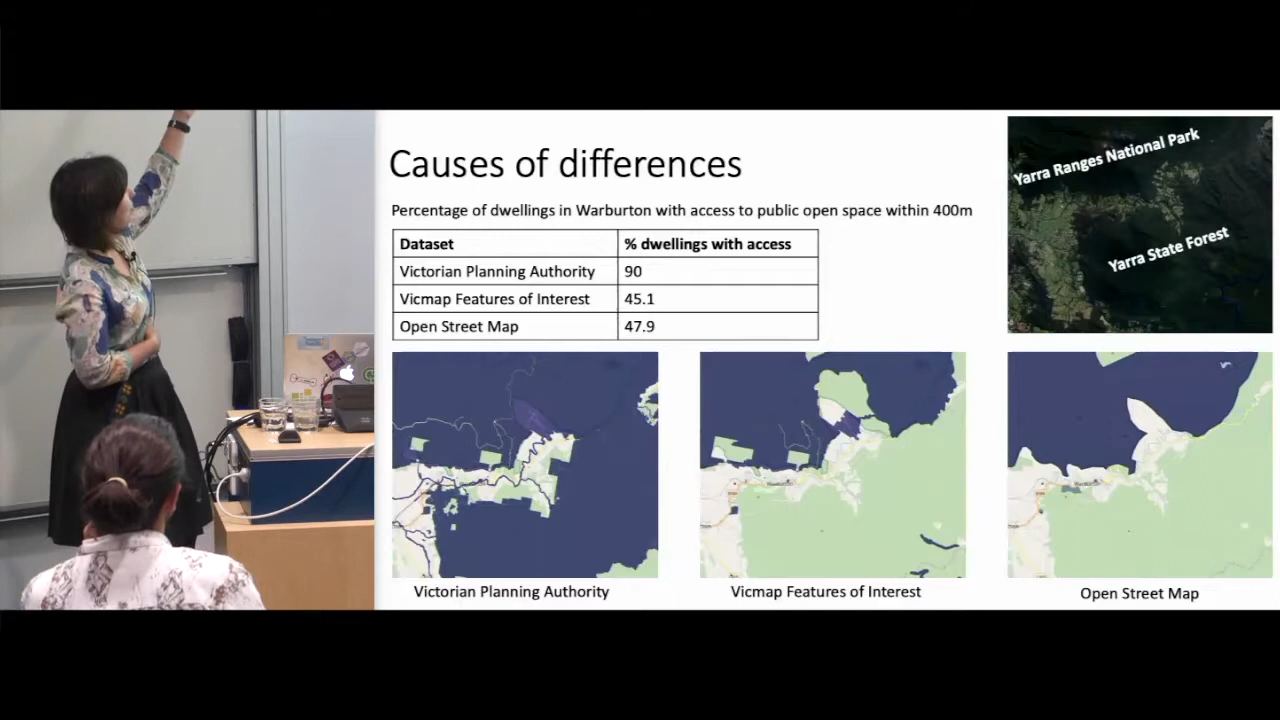 Causes of differences
Percentage of dwellings in Warburton with access to public open space within 400m
Dataset % dwellings with access
Victorian Planning Authority 90
Vicmap Features of Interest 45.1
Open Street Map 47.9
Yarra Ranges National Park
Yarra State Forest
Victorian Planning Authority
Vicmap Features of Interest
Open Street Map